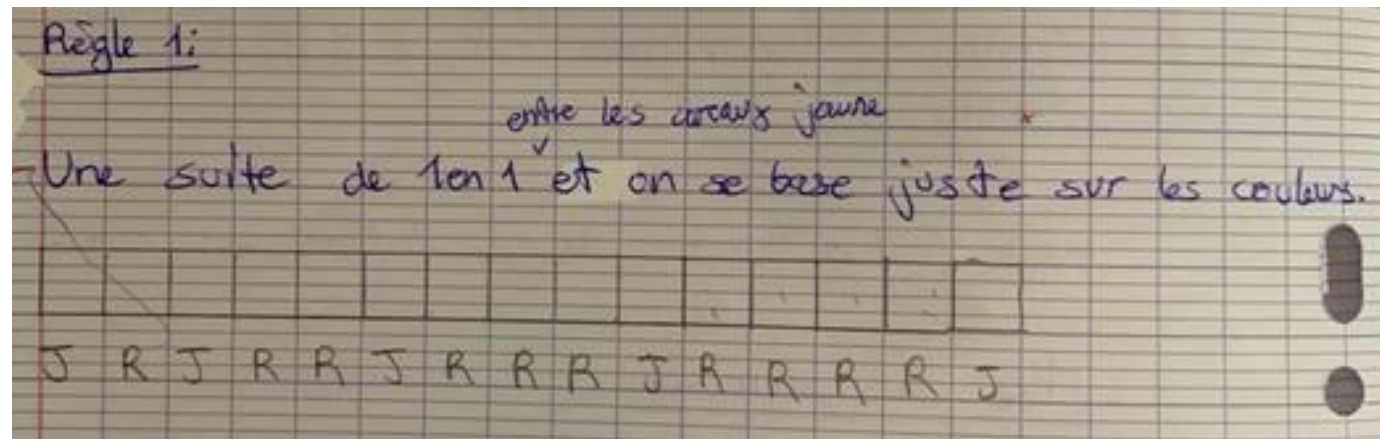 Règle 1:
entre les careaux jaune
Une suite de 1 en 1 et on se base juste sur les couleurs.
J R J R R J R R R J R R R R J